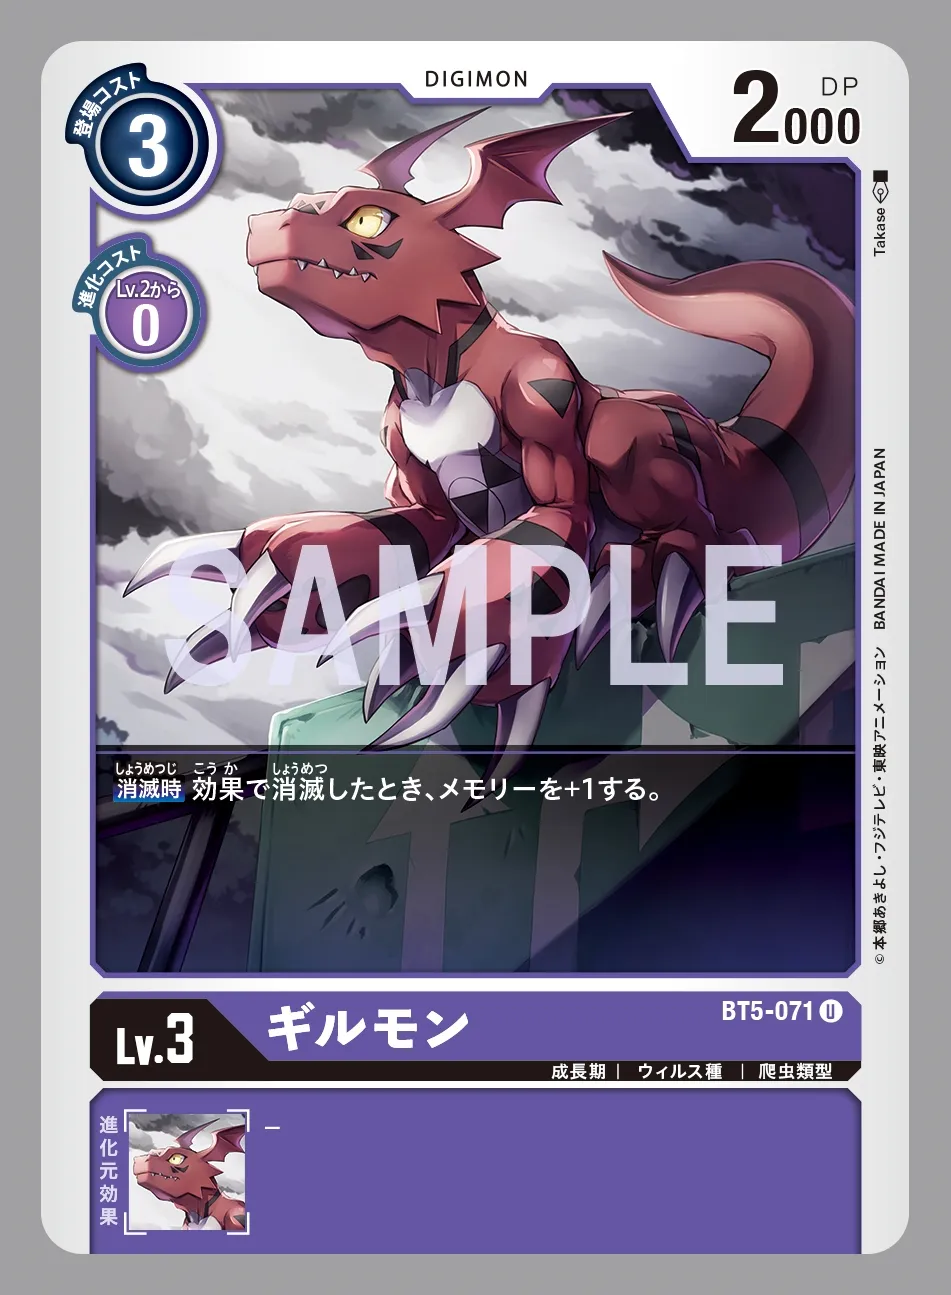 DIGIMON
登場コスト
3
2000
DP
進化コスト
Lv.2から
0
Takase
SAMPLE
しょうめつじ こうか しょうめつ
消滅時 効果で消滅したとき、メモリーを+1する。
©本郷あきよし・フジテレビ・東映アニメーション BANDAI MADE IN JAPAN
Lv.3
ギルモン
BT5-071 U
成長期 | ウィルス種 | 爬虫類型
進化元効果
–